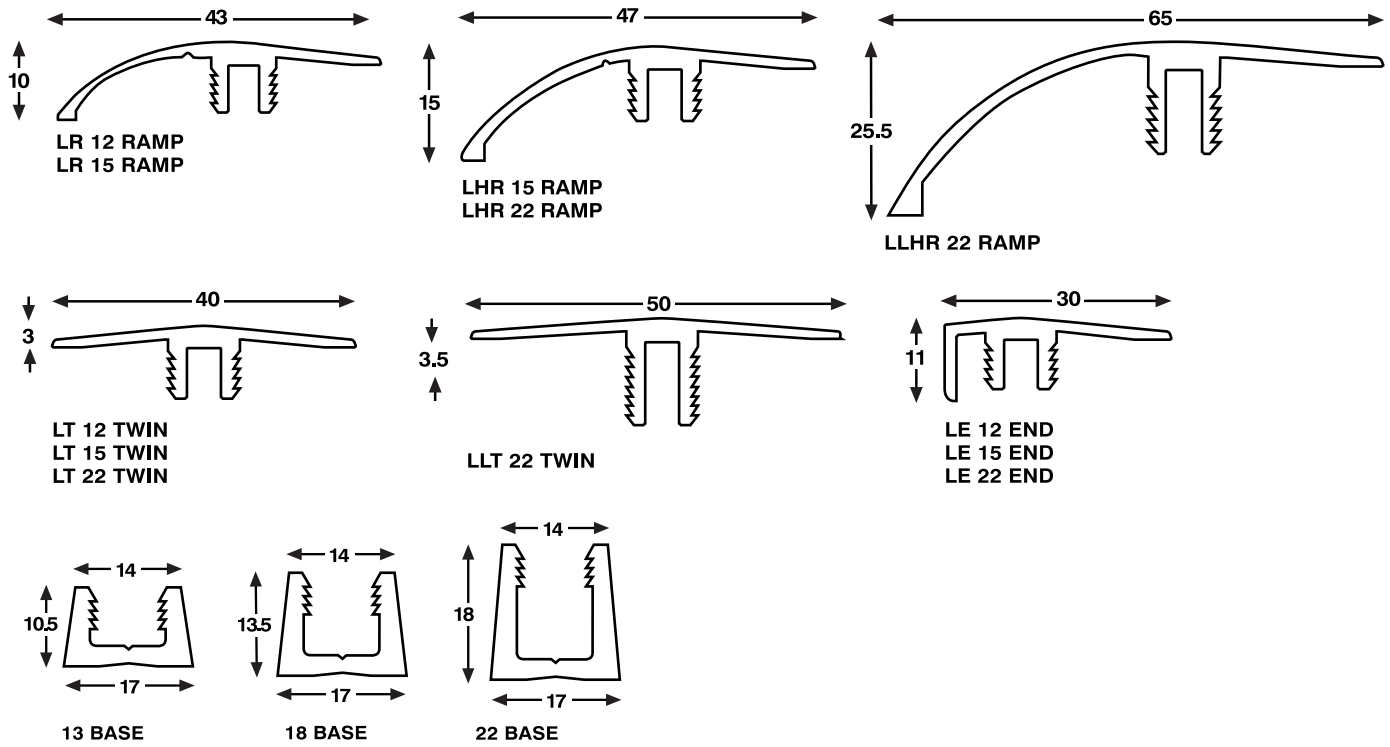 43
10
LR 12 RAMP
LR 15 RAMP
47
15
LHR 15 RAMP
LHR 22 RAMP
65
25.5
LLHR 22 RAMP
40
3
LT 12 TWIN
LT 15 TWIN
LT 22 TWIN
50
3.5
LLT 22 TWIN
30
11
LE 12 END
LE 15 END
LE 22 END
14
10.5
17
13 BASE
14
13.5
17
18 BASE
14
18
17
22 BASE